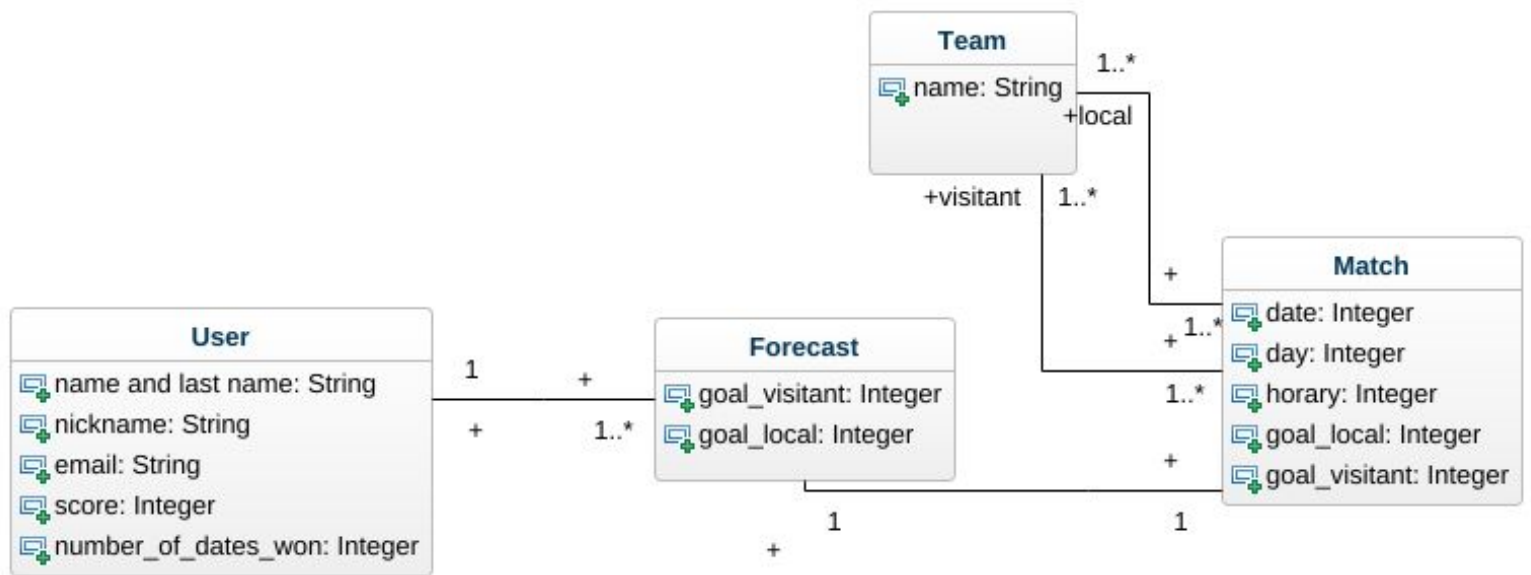 Team
name: String
1..*
+local
+visitant
1..*
Match
date: Integer
day: Integer
horary: Integer
goal_local: Integer
goal_visitant: Integer
+
1..*
+
1..*
+
1
User
name and last name: String
nickname: String
email: String
score: Integer
number_of_dates_won: Integer
1
+
+
1..*
Forecast
goal_visitant: Integer
goal_local: Integer
1
+